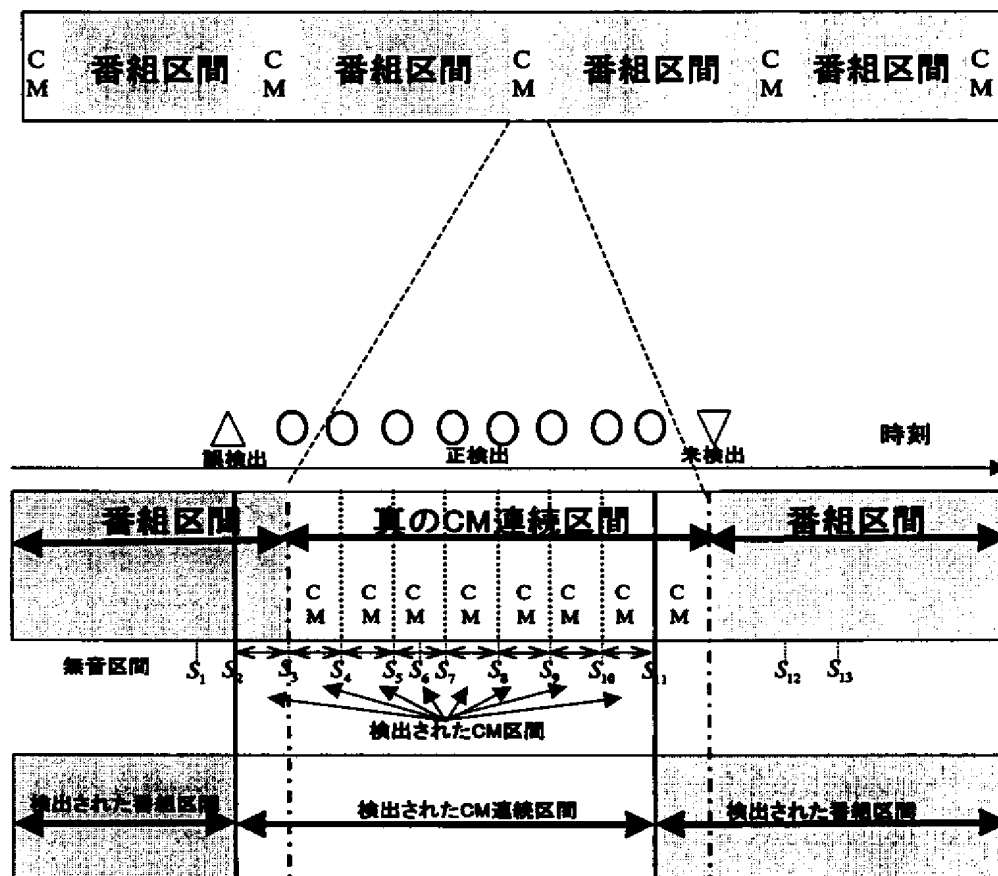 CM 番組区間 CM 番組区間 CM 番組区間 CM 番組区間 CM
誤検出 正検出 未検出 時刻
番組区間 真のCM連続区間 番組区間
CM CM CM CM CM CM CM CM
無音区間 S1 S2 S3 S4 S5 S6 S7 S8 S9 S10 S11 S12 S13
検出されたCM区間
検出された番組区間 検出されたCM連続区間 検出された番組区間